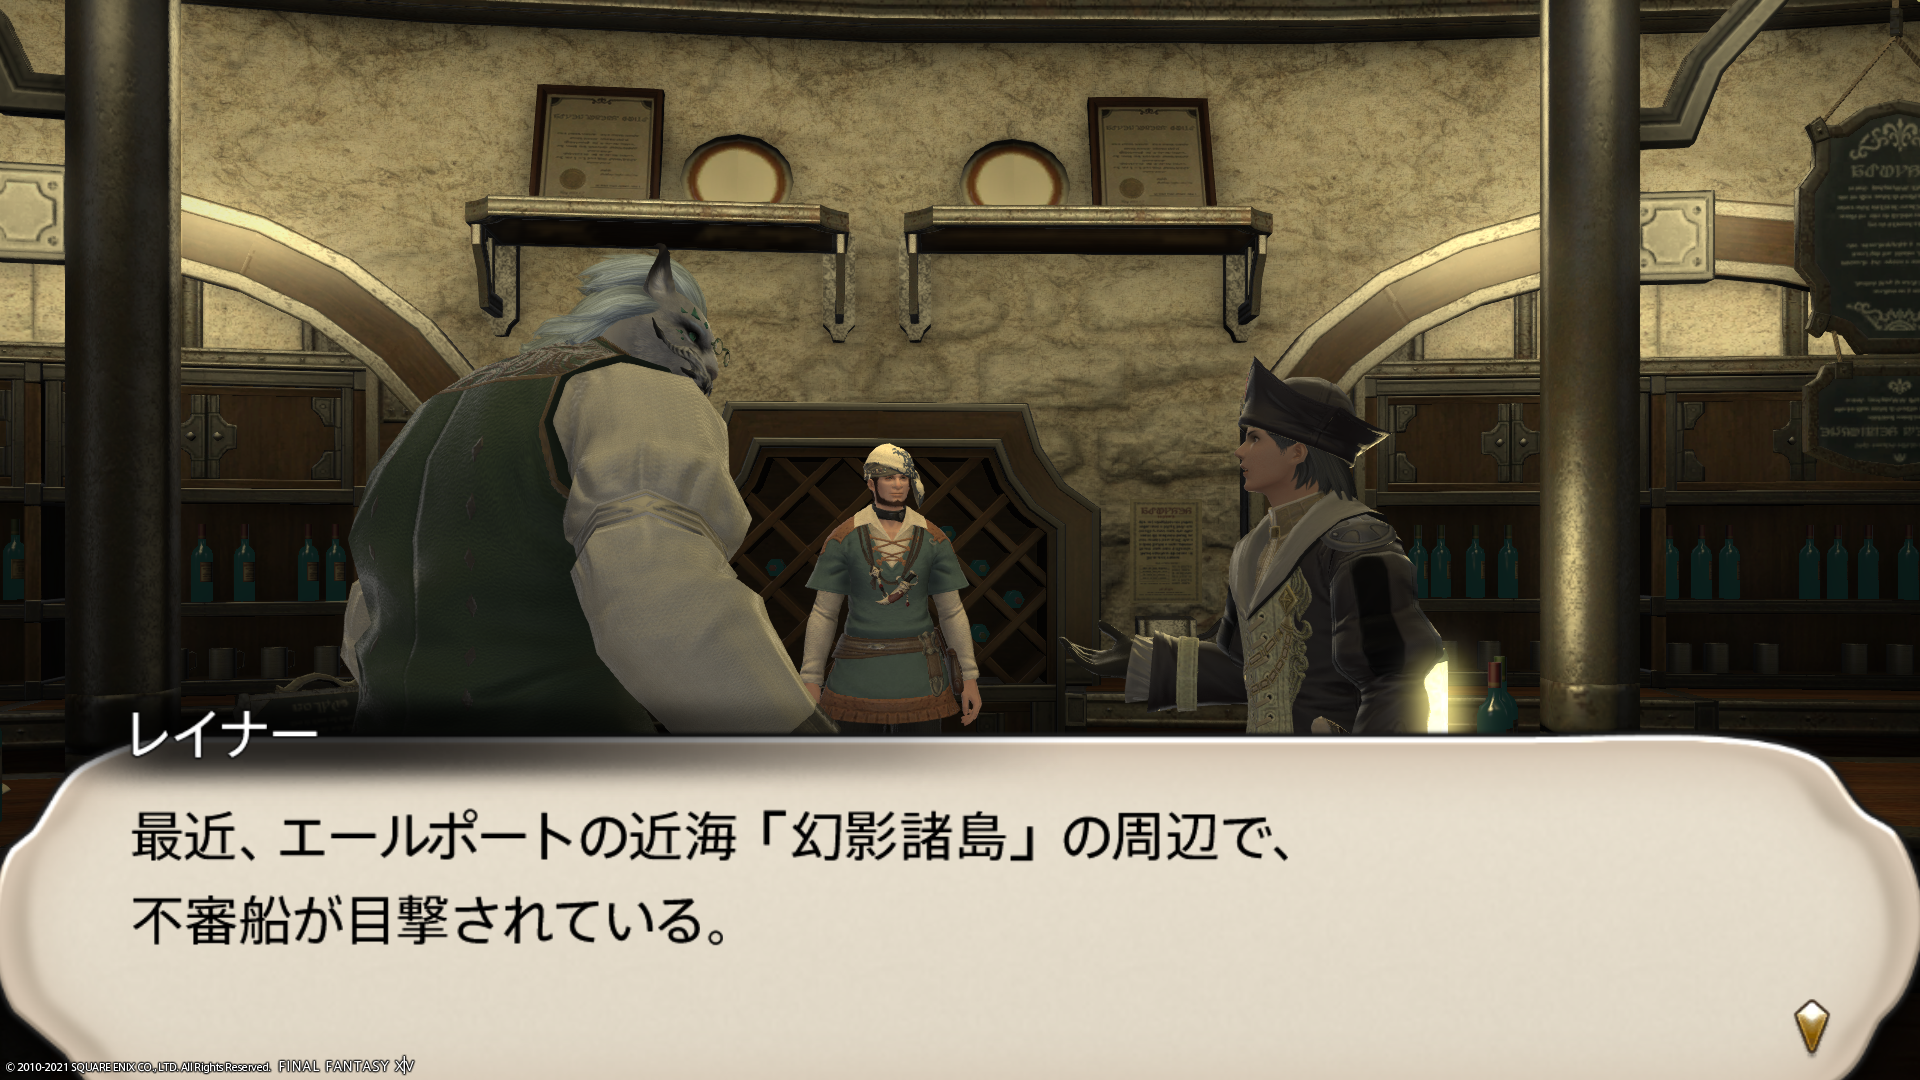 レイナー
最近、エールポートの近海「幻影諸島」の周辺で、
不審船が目撃されている。
© 2010-2021 SQUARE ENIX CO., LTD. All Rights Reserved. FINAL FANTASY XIV